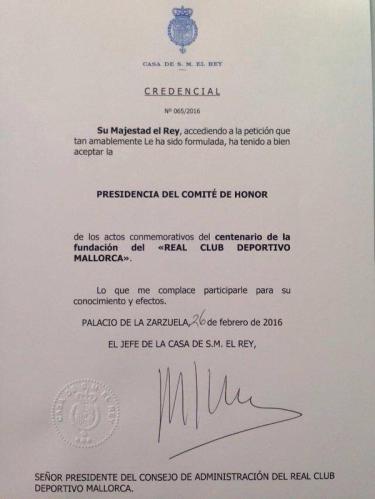 CASA DE S. M. EL REY
CREDENCIAL
Nº 065/2016
Su Majestad el Rey, accediendo a la petición que
tan amablemente Le ha sido formulada, ha tenido a bien
aceptar la
PRESIDENCIA DEL COMITÉ DE HONOR
de los actos conmemorativos del centenario de la
fundación del «REAL CLUB DEPORTIVO
MALLORCA».
Lo que me complace participarle para su
conocimiento y efectos.
PALACIO DE LA ZARZUELA, 26 de febrero de 2016
EL JEFE DE LA CASA DE S.M. EL REY,
CASA DE S.M. EL REY
SEÑOR PRESIDENTE DEL CONSEJO DE ADMINISTRACIÓN DEL REAL CLUB
DEPORTIVO MALLORCA.